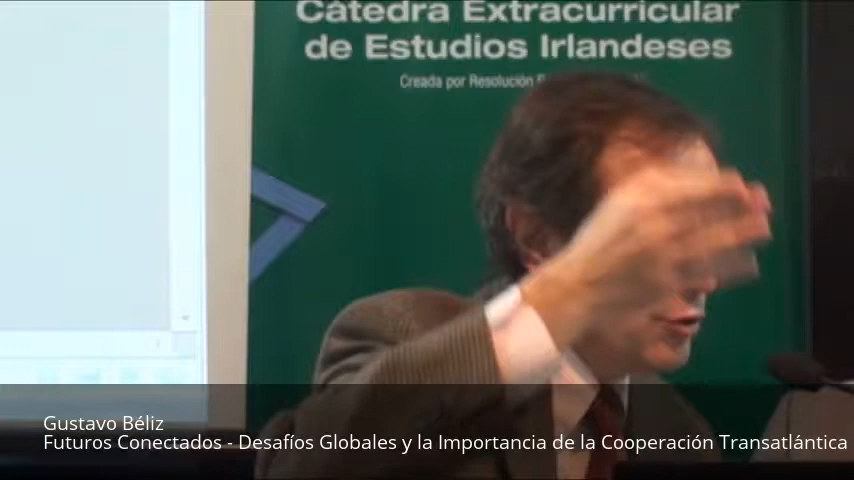 Cátedra Extracurricular
de Estudios Irlandeses
Creada por Resolución
Gustavo Béliz
Futuros Conectados - Desafíos Globales y la Importancia de la Cooperación Transatlántica